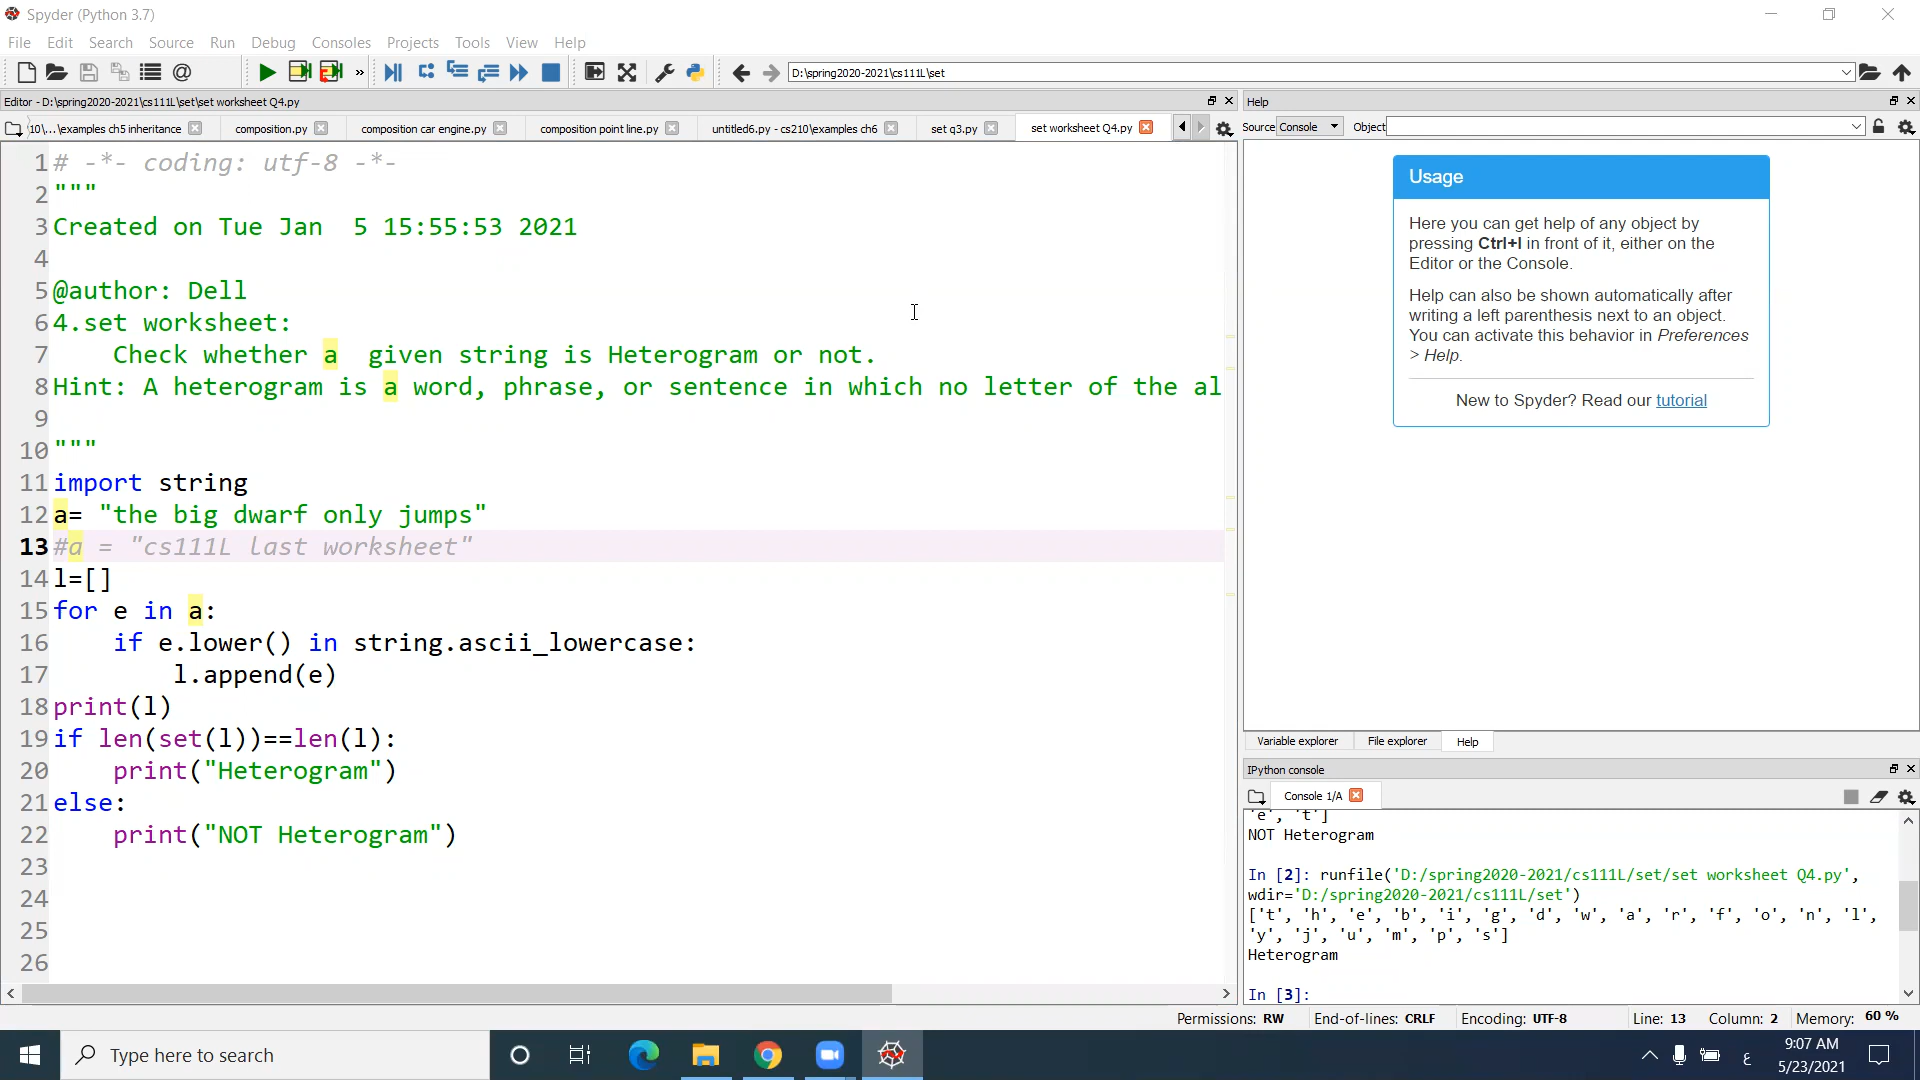 Spyder (Python 3.7)
File Edit Search Source Run Debug Consoles Projects Tools View Help
D:\spring2020-2021\cs111L\set
Editor - D:\spring2020-2021\cs111L\set\set worksheet Q4.py
Help
10\...\examples ch5 inheritance composition.py composition car engine.py composition point line.py untitled6.py - cs210\examples ch6 set q3.py set worksheet Q4.py
Source Console Object
1 # -*- coding: utf-8 -*-
2 """
3 Created on Tue Jan  5 15:55:53 2021
4
5 @author: Dell
6 4.set worksheet:
7     Check whether a  given string is Heterogram or not.
8 Hint: A heterogram is a word, phrase, or sentence in which no letter of the al
9
10 """
11 import string
12 a= "the big dwarf only jumps"
13 #a = "cs111L last worksheet"
14 l=[]
15 for e in a:
16     if e.lower() in string.ascii_lowercase:
17         l.append(e)
18 print(l)
19 if len(set(l))==len(l):
20     print("Heterogram")
21 else:
22     print("NOT Heterogram")
23
24
25
26
Usage
Here you can get help of any object by
pressing Ctrl+I in front of it, either on the
Editor or the Console.
Help can also be shown automatically after
writing a left parenthesis next to an object.
You can activate this behavior in Preferences
> Help.
New to Spyder? Read our tutorial
Variable explorer File explorer Help
IPython console
Console 1/A
'e', 't']
NOT Heterogram
In [2]: runfile('D:/spring2020-2021/cs111L/set/set worksheet Q4.py',
wdir='D:/spring2020-2021/cs111L/set')
['t', 'h', 'e', 'b', 'i', 'g', 'd', 'w', 'a', 'r', 'f', 'o', 'n', 'l',
'y', 'j', 'u', 'm', 'p', 's']
Heterogram
In [3]:
Permissions: RW End-of-lines: CRLF Encoding: UTF-8 Line: 13 Column: 2 Memory: 60 %
Type here to search
ع
9:07 AM
5/23/2021